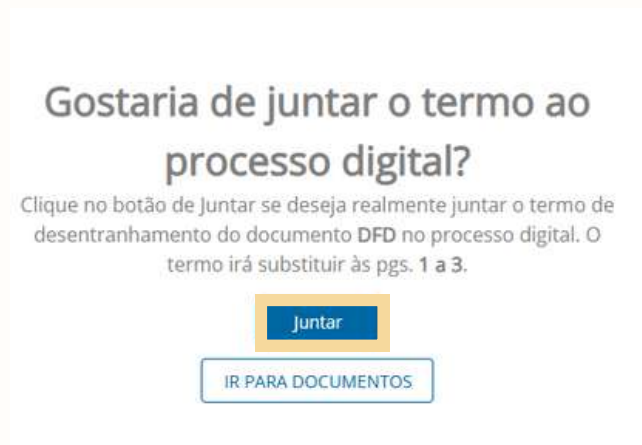 Gostaria de juntar o termo ao
processo digital?
Clique no botão de Juntar se deseja realmente juntar o termo de
desentranhamento do documento DFD no processo digital. O
termo irá substituir às pgs. 1 a 3.
Juntar
IR PARA DOCUMENTOS